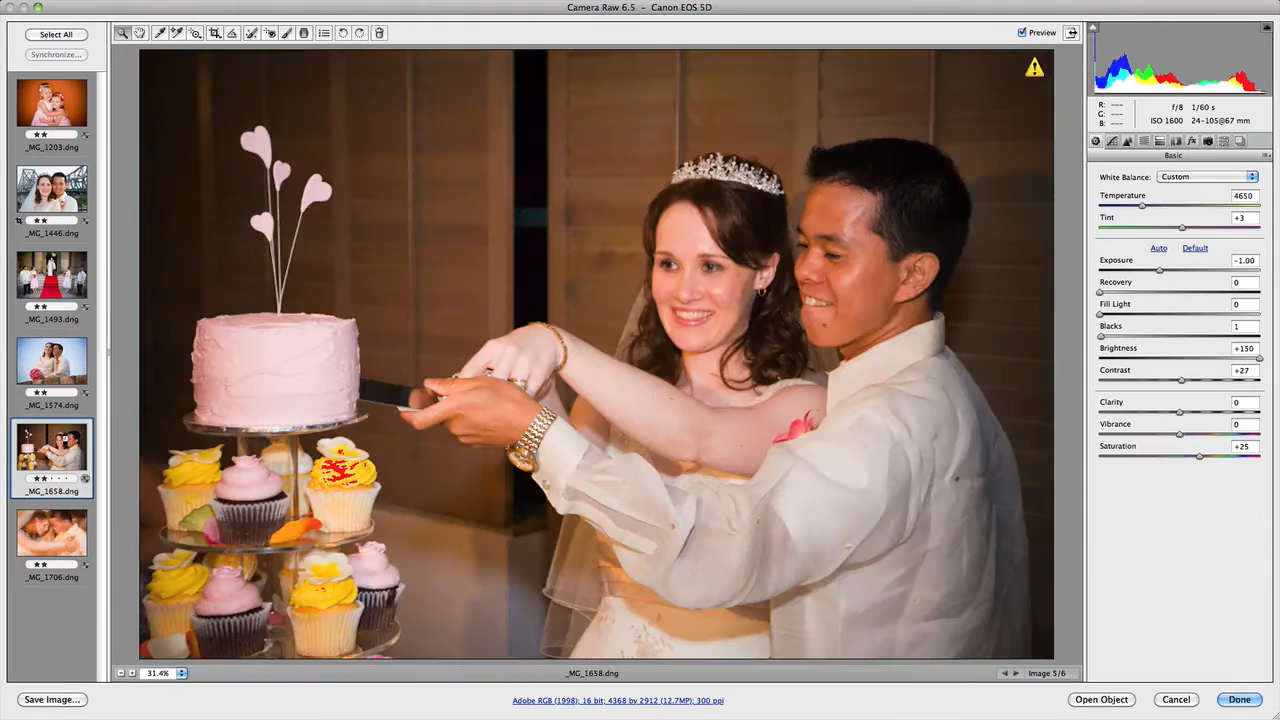 Camera Raw 6.5 – Canon EOS 5D
Select All
Synchronize...
_MG_1203.dng
_MG_1446.dng
_MG_1493.dng
_MG_1574.dng
_MG_1658.dng
_MG_1706.dng
Preview
R: ---
G: ---
B: ---
f/8 1/60 s
ISO 1600 24-105@67 mm
Basic
White Balance: Custom
Temperature 4650
Tint +3
Auto Default
Exposure -1.00
Recovery 0
Fill Light 0
Blacks 1
Brightness +150
Contrast +27
Clarity 0
Vibrance 0
Saturation +25
31.4%
_MG_1658.dng
Image 5/6
Save Image...
Adobe RGB (1998); 16 bit; 4368 by 2912 (12.7MP); 300 ppi
Open Object
Cancel
Done